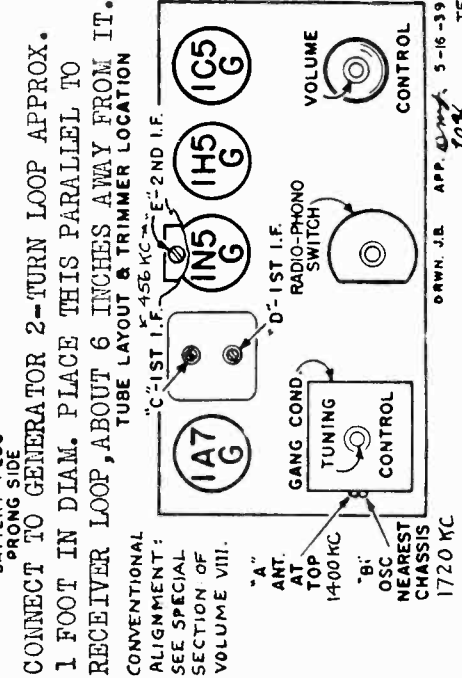 PRONG SIDE
CONNECT TO GENERATOR 2-TURN LOOP APPROX.
1 FOOT IN DIAM. PLACE THIS PARALLEL TO
RECEIVER LOOP, ABOUT 6 INCHES AWAY FROM IT.
TUBE LAYOUT & TRIMMER LOCATION
CONVENTIONAL
ALIGNMENT:
SEE SPECIAL
SECTION OF
VOLUME VIII.
"C"-1ST I.F.
456 KC
"E"-2ND I.F.
1A7
G
1N5
G
1H5
G
1C5
G
"D"-1ST I.F.
"A"
ANT.
AT
TOP
1400 KC
"B"
OSC
NEAREST
CHASSIS
1720 KC
GANG COND.
TUNING
CONTROL
RADIO-PHONO
SWITCH
VOLUME
CONTROL
DRWN. J.B. APP. 5-16-39